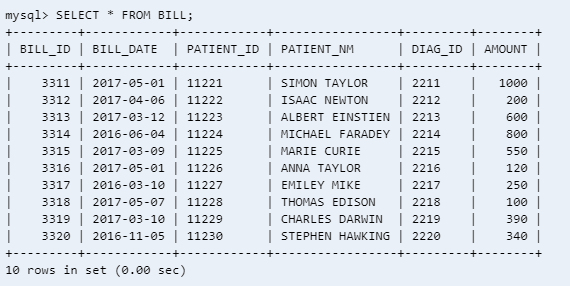 mysql> SELECT * FROM BILL;
+---------+------------+------------+-----------------+---------+--------+
| BILL_ID | BILL_DATE | PATIENT_ID | PATIENT_NM | DIAG_ID | AMOUNT |
+---------+------------+------------+-----------------+---------+--------+
| 3311 | 2017-05-01 | 11221 | SIMON TAYLOR | 2211 | 1000 |
| 3312 | 2017-04-06 | 11222 | ISAAC NEWTON | 2212 | 200 |
| 3313 | 2017-03-12 | 11223 | ALBERT EINSTIEN | 2213 | 600 |
| 3314 | 2016-06-04 | 11224 | MICHAEL FARADEY | 2214 | 800 |
| 3315 | 2017-03-09 | 11225 | MARIE CURIE | 2215 | 550 |
| 3316 | 2017-05-01 | 11226 | ANNA TAYLOR | 2216 | 120 |
| 3317 | 2016-03-10 | 11227 | EMILEY MIKE | 2217 | 250 |
| 3318 | 2017-05-07 | 11228 | THOMAS EDISON | 2218 | 100 |
| 3319 | 2017-03-10 | 11229 | CHARLES DARWIN | 2219 | 390 |
| 3320 | 2016-11-05 | 11230 | STEPHEN HAWKING | 2220 | 340 |
+---------+------------+------------+-----------------+---------+--------+
10 rows in set (0.00 sec)